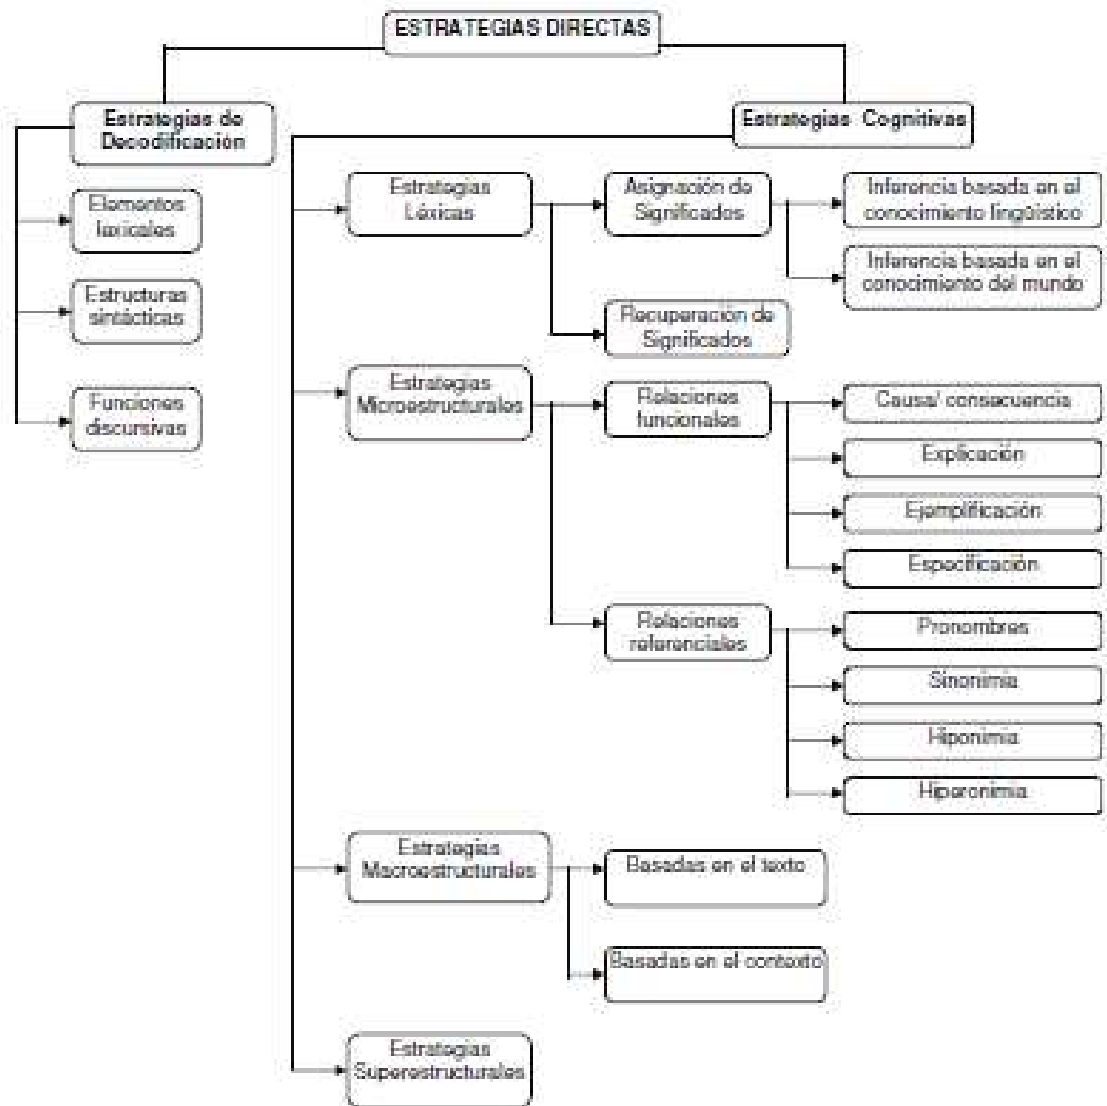 ESTRATEGIAS DIRECTAS
Estrategias de
Decodificación
Estrategias Cognitivas
Elementos
lexicales
Estructuras
sintácticas
Funciones
discursivas
Estrategias
Léxicas
Asignación de
Significados
Inferencia basada en el
conocimiento lingüístico
Inferencia basada en el
conocimiento del mundo
Recuperación de
Significados
Estrategias
Microestructurales
Relaciones
funcionales
Causa/ consecuencia
Explicación
Ejemplificación
Especificación
Relaciones
referenciales
Pronombres
Sinonimia
Hiponimia
Hiperonimia
Estrategias
Macroestructurales
Basadas en el texto
Basadas en el contexto
Estrategias
Superestructurales